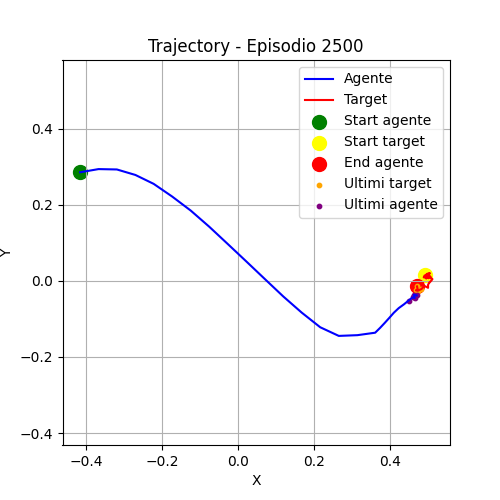 Trajectory - Episodio 2500
Agente
Target
Start agente
Start target
End agente
Ultimi target
Ultimi agente
0.4
0.2
0.0
−0.2
−0.4
Y
−0.4
−0.2
0.0
0.2
0.4
X